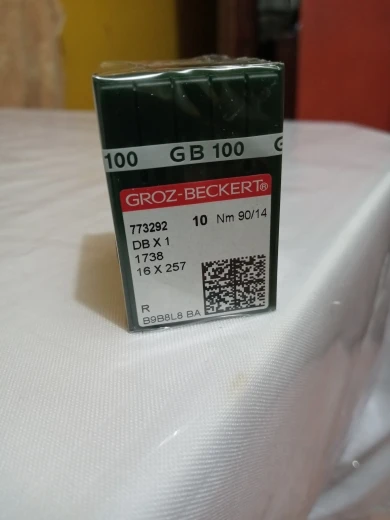 100 GB 100 G
GROZ-BECKERT®
773292 10 Nm 90/14
DB X 1
1738
16 X 257
R
B9B8L8 BA